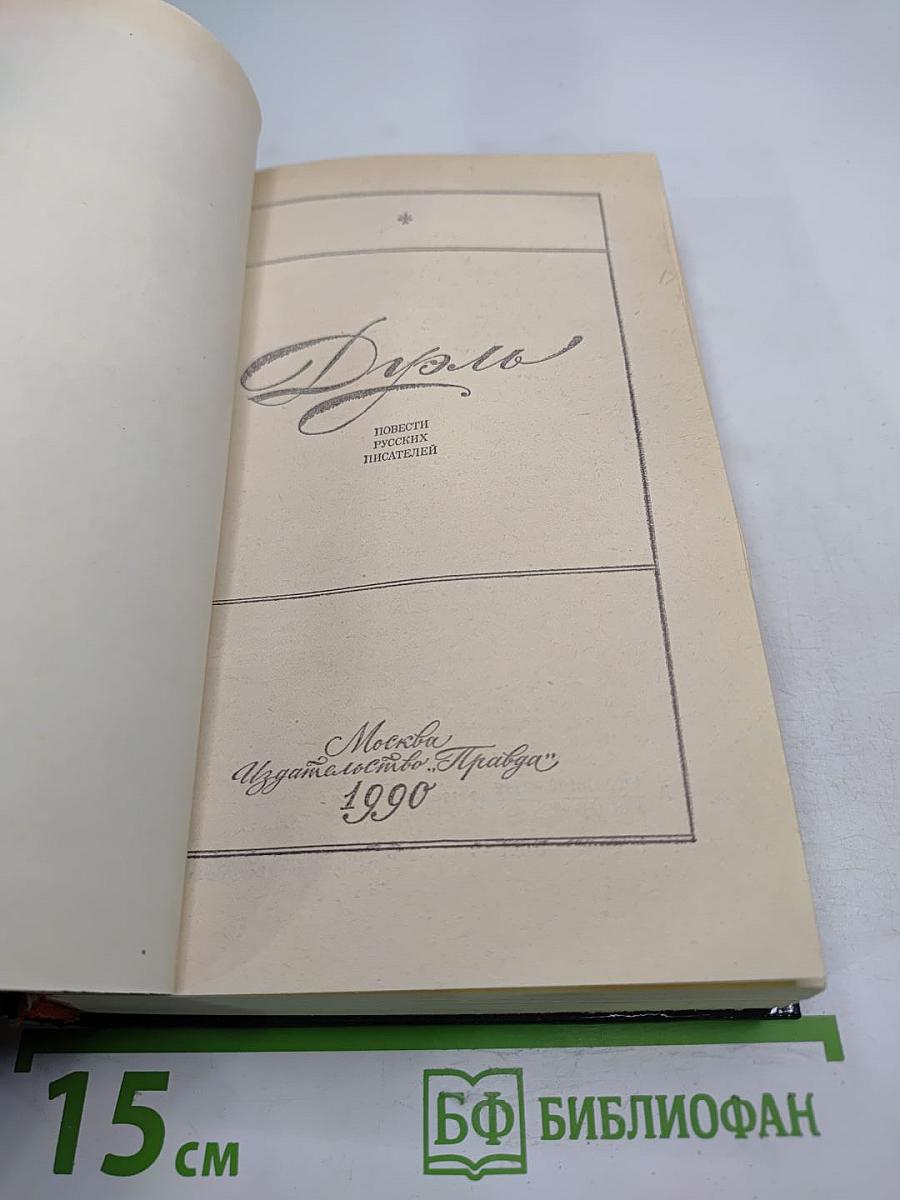 Дуэль
ПОВЕСТИ
РУССКИХ
ПИСАТЕЛЕЙ
Москва
Издательство „Правда“
1990
15 см
БФ БИБЛИОФАН